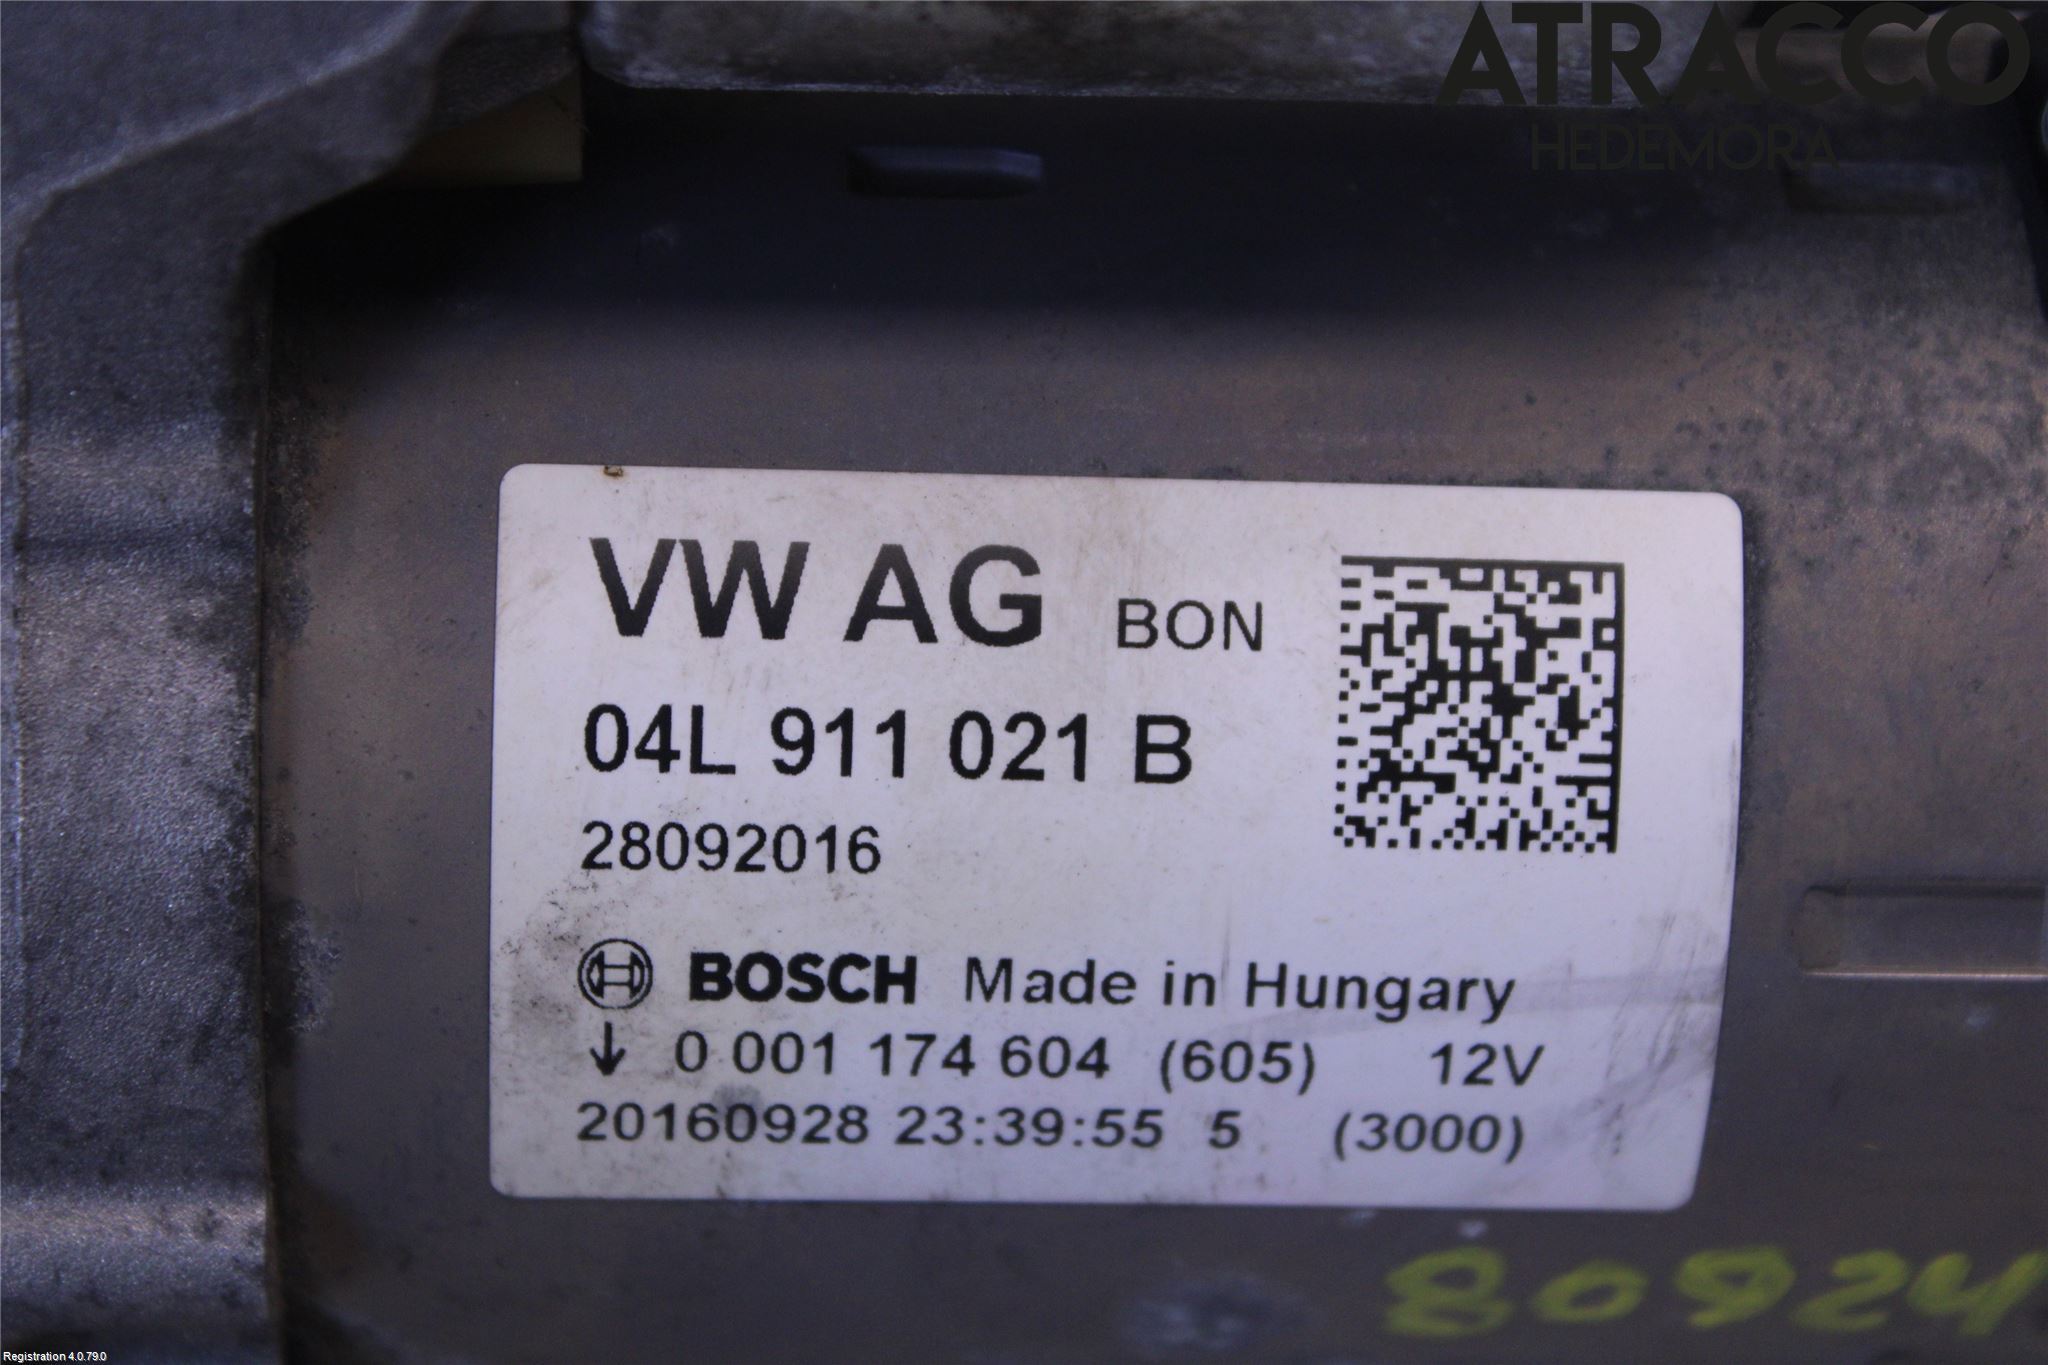 ATRACCO
HEDEMORA
VW AG BON
04L 911 021 B
28092016
BOSCH Made in Hungary
↓ 0 001 174 604 (605) 12V
20160928 23:39:55 5 (3000)
80924
Registration 4.0.79.0